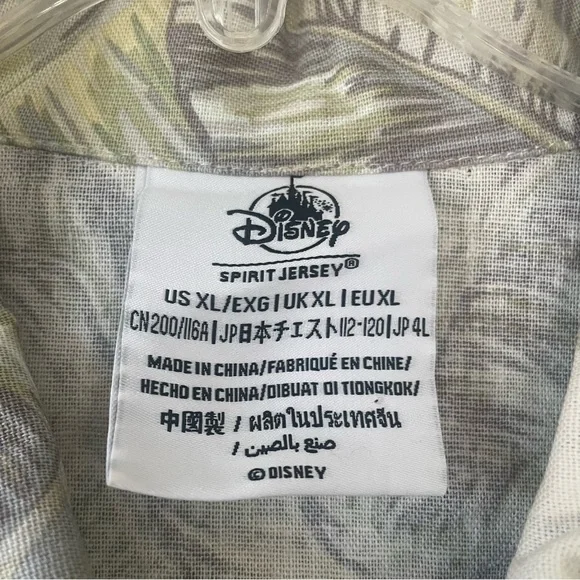 Disney
SPIRIT JERSEY®
US XL/EXG | UK XL | EU XL
CN 200/116A | JP日本チエスト112-120 | JP 4L
MADE IN CHINA/FABRIQUÉ EN CHINE/
HECHO EN CHINA/DIBUAT DI TIONGKOK/
中國製 / ผลิตในประเทศจีน
/ صنع بالصين
© DISNEY